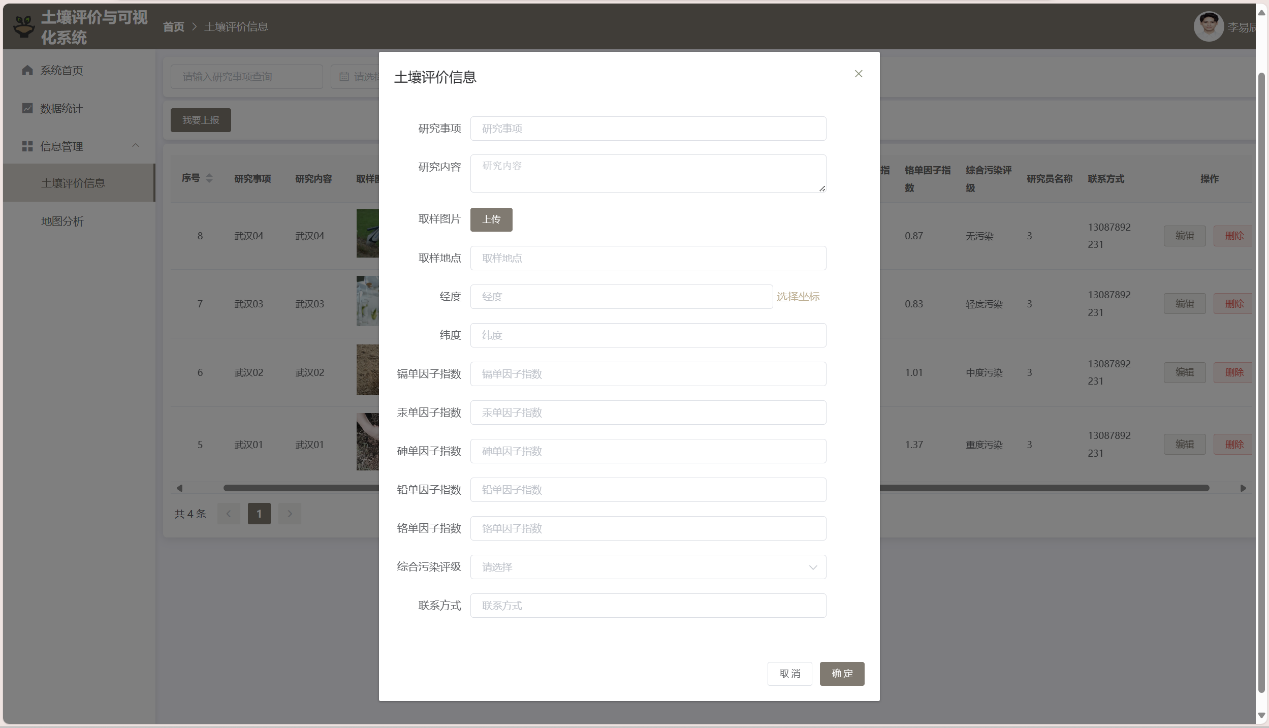 土壤评价与可视
化系统
首页 > 土壤评价信息
李易辰
系统首页
数据统计
信息管理
土壤评价信息
地图分析
请输入研究事项查询
请选择
我要上报
序号 研究事项 研究内容 取样图 指 铬单因子指
数 综合污染评
级 研究员名称 联系方式 操作
8 武汉04 武汉04 0.87 无污染 3 13087892
231 编辑 删除
7 武汉03 武汉03 0.83 轻度污染 3 13087892
231 编辑 删除
6 武汉02 武汉02 1.01 中度污染 3 13087892
231 编辑 删除
5 武汉01 武汉01 1.37 重度污染 3 13087892
231 编辑 删除
共 4 条 1
土壤评价信息
研究事项 研究事项
研究内容 研究内容
取样图片 上传
取样地点 取样地点
经度 经度 选择坐标
纬度 纬度
镉单因子指数 镉单因子指数
汞单因子指数 汞单因子指数
砷单因子指数 砷单因子指数
铅单因子指数 铅单因子指数
铬单因子指数 铬单因子指数
综合污染评级 请选择
联系方式 联系方式
取消 确定